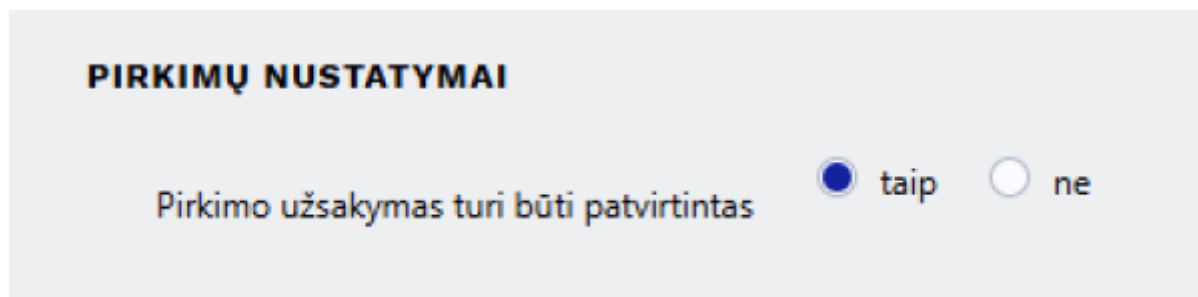 PIRKIMŲ NUSTATYMAI
Pirkimo užsakymas turi būti patvirtintas taip ne